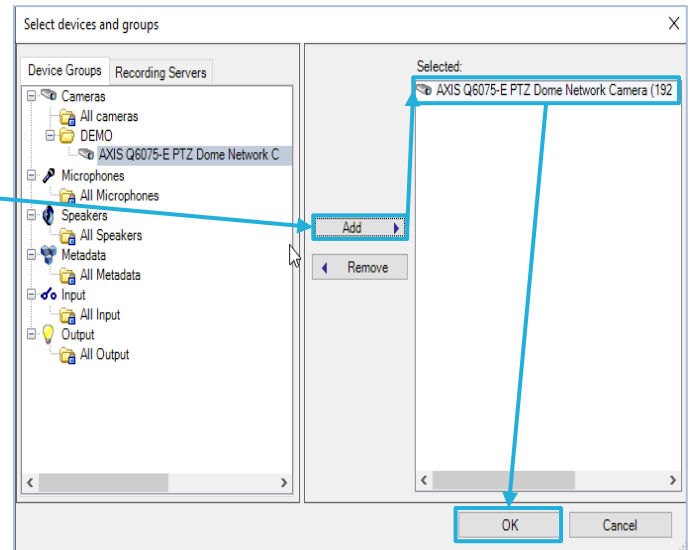 Select devices and groups
Device Groups
Recording Servers
Cameras
All cameras
DEMO
AXIS Q6075-E PTZ Dome Network C
Microphones
All Microphones
Speakers
All Speakers
Metadata
All Metadata
Input
All Input
Output
All Output
Add
Remove
Selected:
AXIS Q6075-E PTZ Dome Network Camera (192
OK
Cancel